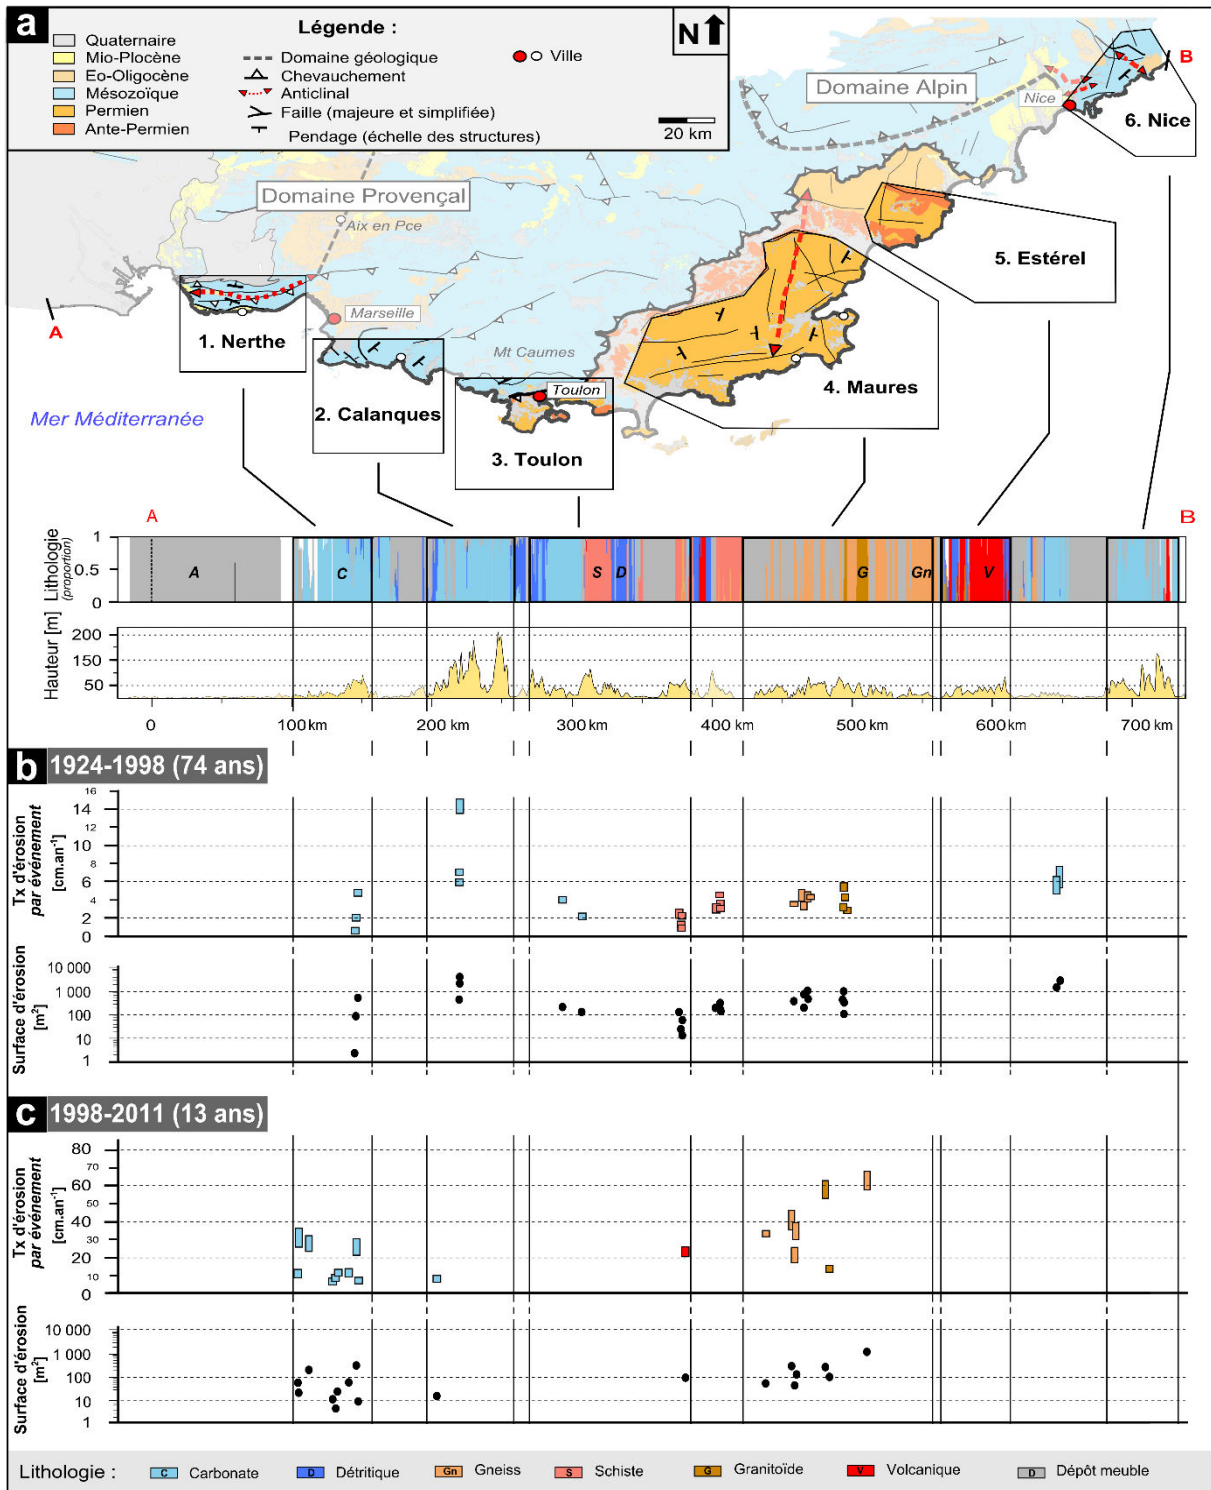 a
Légende :
Quaternaire
Mio-Plocène
Eo-Oligocène
Mésozoïque
Permien
Ante-Permien
Domaine géologique
Chevauchement
Anticlinal
Faille (majeure et simplifiée)
Pendage (échelle des structures)
Ville
N
20 km
Domaine Alpin
B
Nice
6. Nice
Domaine Provençal
Aix en Pce
5. Estérel
A
Marseille
1. Nerthe
Mt Caumes
Toulon
4. Maures
2. Calanques
Mer Méditerranée
3. Toulon
A
B
Lithologie
(proportion)
1
0.5
0
A
C
S
D
G
Gn
V
Hauteur [m]
200
150
50
0
100 km
200 km
300 km
400 km
500 km
600 km
700 km
b 1924-1998 (74 ans)
Tx d'érosion
par événement
[cm.an⁻¹]
16
14
12
10
8
6
4
2
0
Surface d'érosion
[m²]
10 000
1 000
100
10
1
c 1998-2011 (13 ans)
Tx d'érosion
par événement
[cm.an⁻¹]
80
70
60
50
40
30
20
10
0
Surface d'érosion
[m²]
10 000
1 000
100
10
1
Lithologie :
C Carbonate
D Détritique
Gn Gneiss
S Schiste
G Granitoïde
V Volcanique
D Dépôt meuble